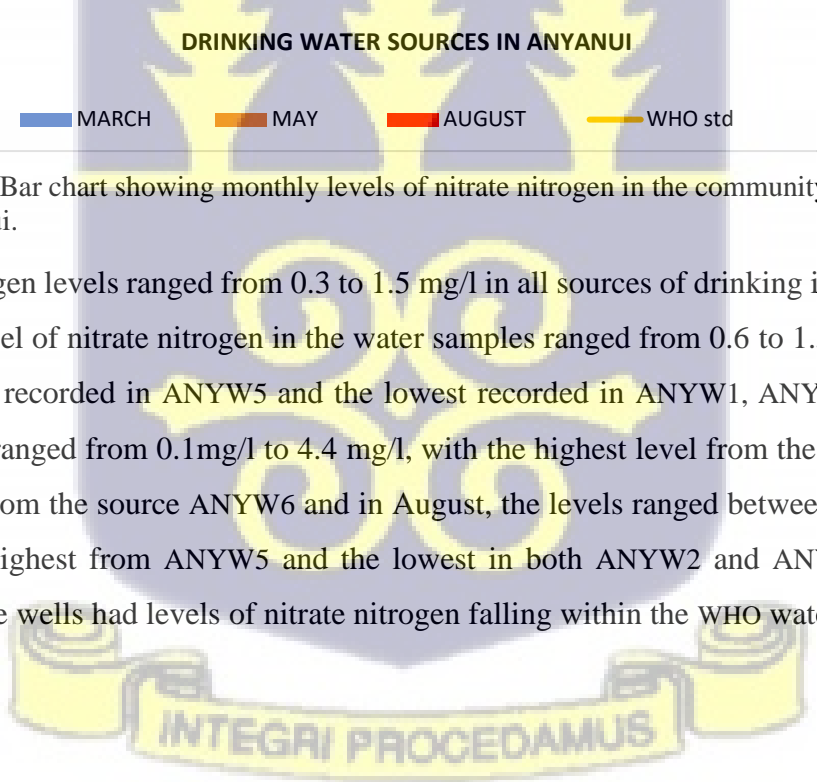 DRINKING WATER SOURCES IN ANYANUI
MARCH MAY AUGUST WHO std
Bar chart showing monthly levels of nitrate nitrogen in the community
ui.
gen levels ranged from 0.3 to 1.5 mg/l in all sources of drinking i
el of nitrate nitrogen in the water samples ranged from 0.6 to 1.
recorded in ANYW5 and the lowest recorded in ANYW1, ANY
ranged from 0.1mg/l to 4.4 mg/l, with the highest level from the
om the source ANYW6 and in August, the levels ranged between
ighest from ANYW5 and the lowest in both ANYW2 and ANY
e wells had levels of nitrate nitrogen falling within the WHO wat
INTEGRI PROCEDAMUS